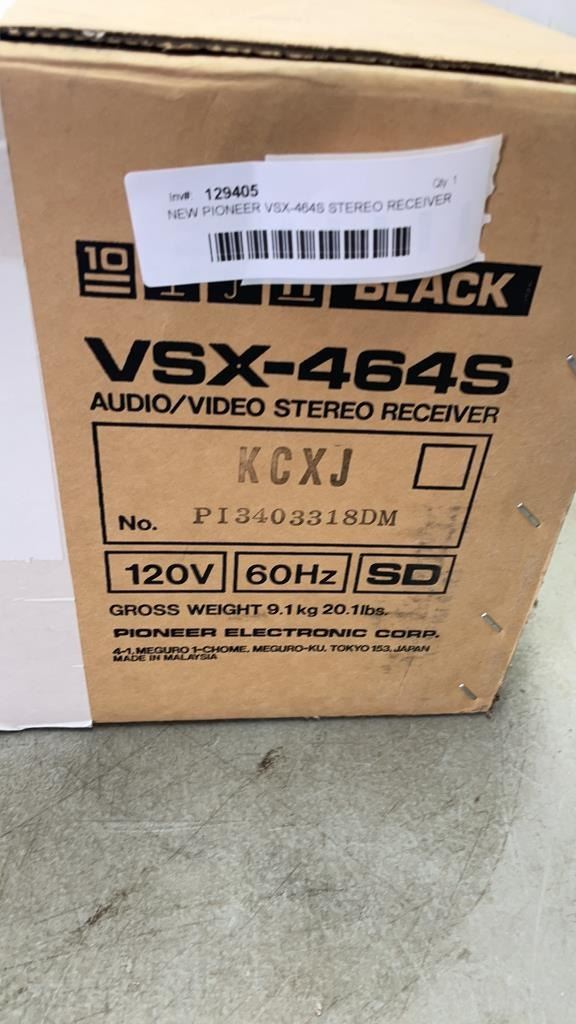 Inv#: 129405 Qty: 1
NEW PIONEER VSX-464S STEREO RECEIVER
10
BLACK
VSX-464S
AUDIO/VIDEO STEREO RECEIVER
KCXJ
No. PI3403318DM
120V 60Hz SD
GROSS WEIGHT 9.1kg 20.1lbs.
PIONEER ELECTRONIC CORP.
4-1, MEGURO 1-CHOME, MEGURO-KU, TOKYO 153, JAPAN
MADE IN MALAYSIA